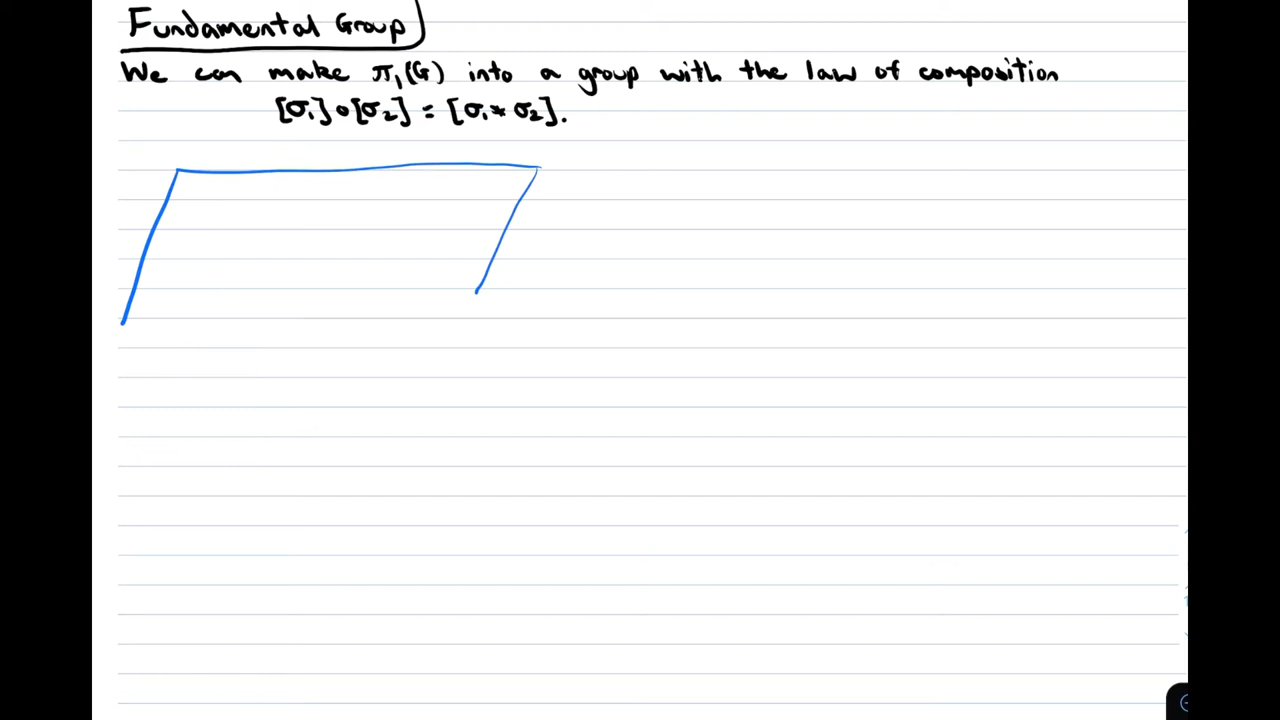 Fundamental Group
We can make π₁(G) into a group with the law of composition
[σ₁]∘[σ₂] = [σ₁ * σ₂].